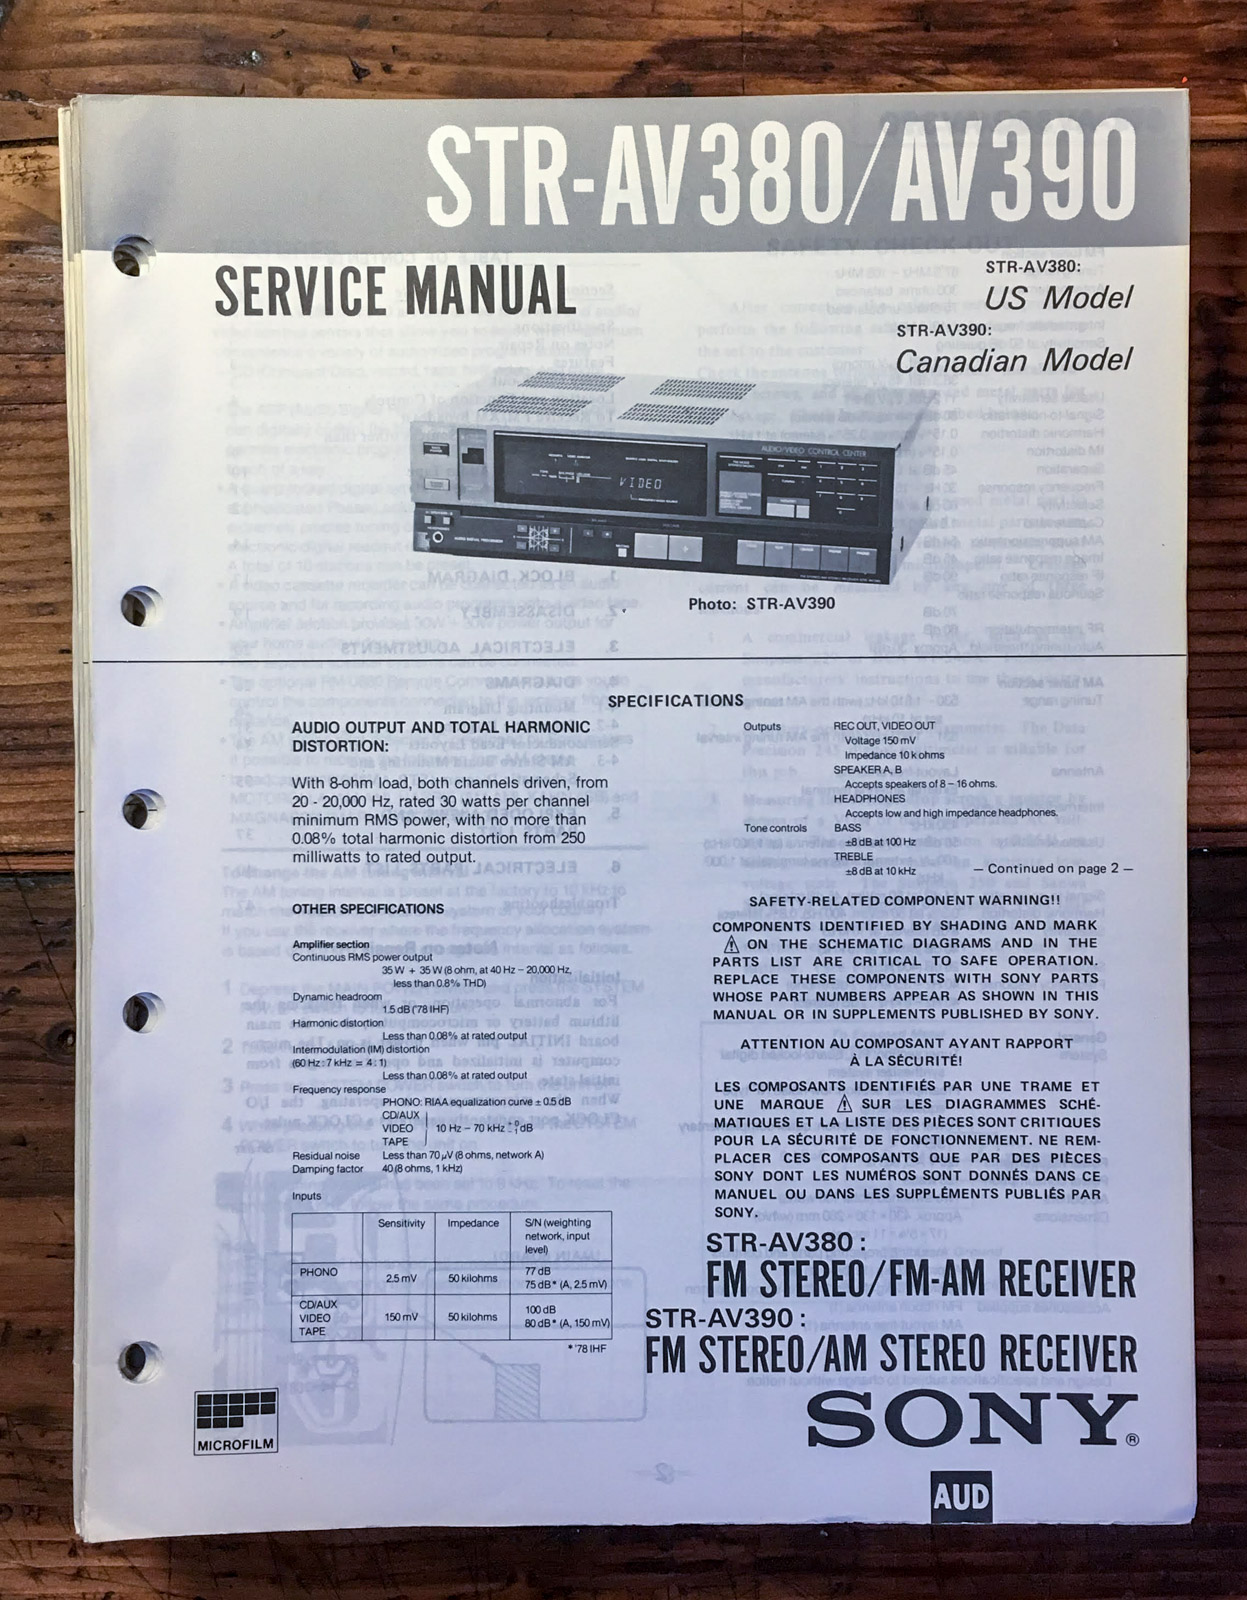 STR-AV380/AV390
SERVICE MANUAL
STR-AV380:
US Model
STR-AV390:
Canadian Model
AUDIO/VIDEO CONTROL CENTER
VIDEO
Photo: STR-AV390
SPECIFICATIONS
AUDIO OUTPUT AND TOTAL HARMONIC
DISTORTION:
With 8-ohm load, both channels driven, from
20 - 20,000 Hz, rated 30 watts per channel
minimum RMS power, with no more than
0.08% total harmonic distortion from 250
milliwatts to rated output.
OTHER SPECIFICATIONS
Amplifier section
Continuous RMS power output
35 W + 35 W (8 ohm, at 40 Hz – 20,000 Hz,
less than 0.8% THD)
Dynamic headroom
1.5 dB ('78 IHF)
Harmonic distortion
Less than 0.08% at rated output
Intermodulation (IM) distortion
(60 Hz : 7 kHz = 4 : 1)
Less than 0.08% at rated output
Frequency response
PHONO: RIAA equalization curve ± 0.5 dB
CD/AUX
VIDEO 10 Hz – 70 kHz +0 −1 dB
TAPE
Residual noise Less than 70 µV (8 ohms, network A)
Damping factor 40 (8 ohms, 1 kHz)
Inputs
Sensitivity Impedance S/N (weighting
network, input
level)
PHONO 2.5 mV 50 kilohms 77 dB
75 dB* (A, 2.5 mV)
CD/AUX
VIDEO
TAPE
150 mV 50 kilohms 100 dB
80 dB* (A, 150 mV)
* '78 IHF
MICROFILM
Outputs REC OUT, VIDEO OUT
Voltage 150 mV
Impedance 10 k ohms
SPEAKER A, B
Accepts speakers of 8 – 16 ohms.
HEADPHONES
Accepts low and high impedance headphones.
Tone controls BASS
±8 dB at 100 Hz
TREBLE
±8 dB at 10 kHz
— Continued on page 2 —
SAFETY-RELATED COMPONENT WARNING!!
COMPONENTS IDENTIFIED BY SHADING AND MARK
⚠ ON THE SCHEMATIC DIAGRAMS AND IN THE
PARTS LIST ARE CRITICAL TO SAFE OPERATION.
REPLACE THESE COMPONENTS WITH SONY PARTS
WHOSE PART NUMBERS APPEAR AS SHOWN IN THIS
MANUAL OR IN SUPPLEMENTS PUBLISHED BY SONY.
ATTENTION AU COMPOSANT AYANT RAPPORT
À LA SÉCURITÉ!
LES COMPOSANTS IDENTIFIÉS PAR UNE TRAME ET
UNE MARQUE ⚠ SUR LES DIAGRAMMES SCHÉ-
MATIQUES ET LA LISTE DES PIÈCES SONT CRITIQUES
POUR LA SÉCURITÉ DE FONCTIONNEMENT. NE REM-
PLACER CES COMPOSANTS QUE PAR DES PIÈCES
SONY DONT LES NUMÉROS SONT DONNÉS DANS CE
MANUEL OU DANS LES SUPPLÉMENTS PUBLIÉS PAR
SONY.
STR-AV380 :
FM STEREO/FM-AM RECEIVER
STR-AV390 :
FM STEREO/AM STEREO RECEIVER
SONY®
AUD